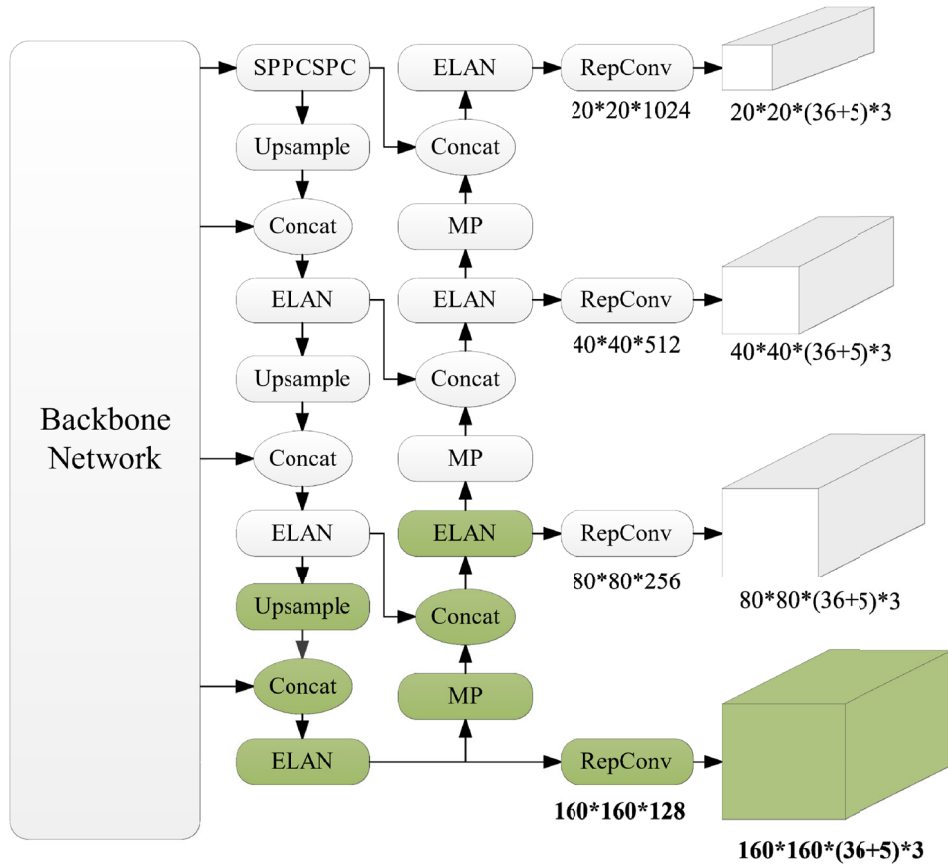 SPPCSPC
ELAN
RepConv
20*20*1024
20*20*(36+5)*3
Upsample
Concat
Concat
MP
ELAN
ELAN
RepConv
40*40*512
40*40*(36+5)*3
Upsample
Concat
Backbone
Network
Concat
MP
ELAN
ELAN
RepConv
80*80*256
80*80*(36+5)*3
Upsample
Concat
Concat
MP
ELAN
RepConv
160*160*128
160*160*(36+5)*3